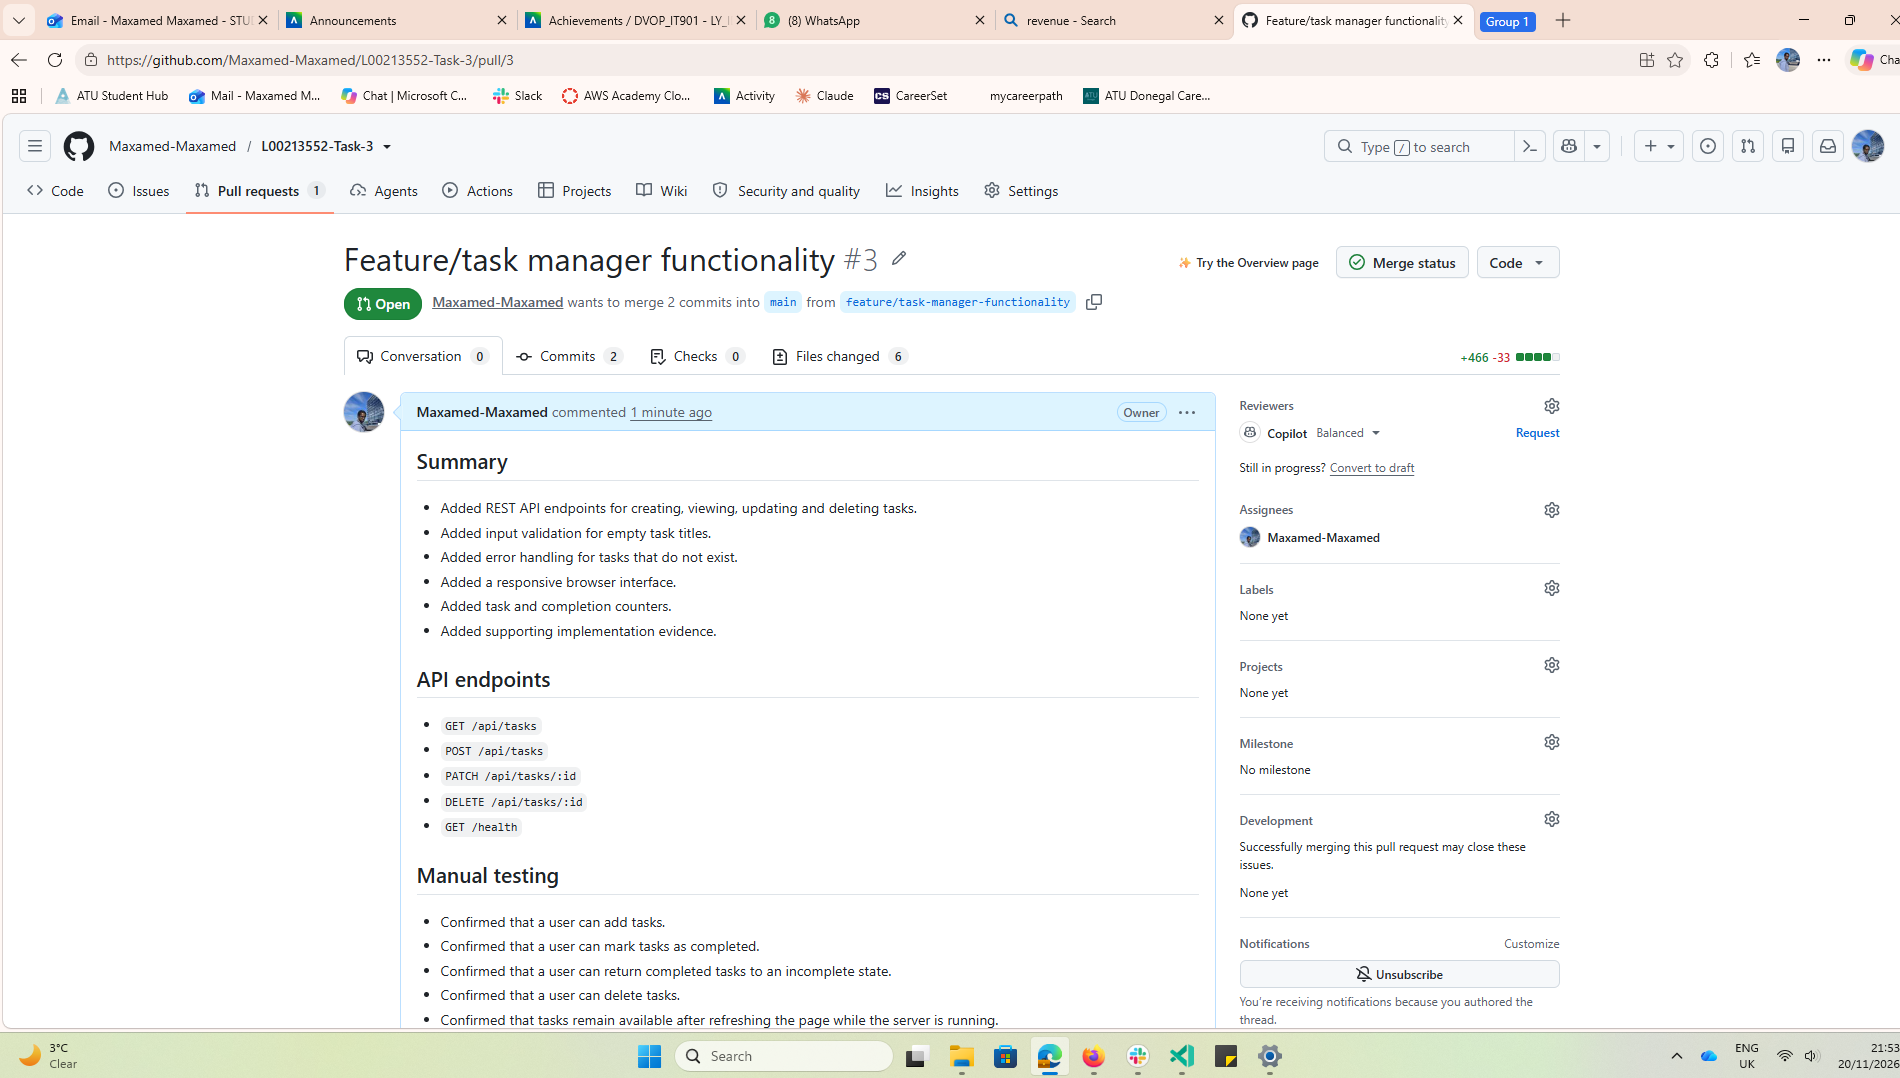 Email - Maxamed Maxamed - STU
Announcements
Achievements / DVOP_IT901 - LY_
8 (8) WhatsApp
revenue - Search
Feature/task manager functionality
Group 1
https://github.com/Maxamed-Maxamed/L00213552-Task-3/pull/3
Cha
ATU Student Hub
Mail - Maxamed M...
Chat | Microsoft C...
Slack
AWS Academy Clo...
Activity
Claude
CS CareerSet
mycareerpath
ATU Donegal Care...
Maxamed-Maxamed / L00213552-Task-3
Type / to search
Code
Issues
Pull requests 1
Agents
Actions
Projects
Wiki
Security and quality
Insights
Settings
Feature/task manager functionality #3
Try the Overview page
Merge status
Code
Open
Maxamed-Maxamed wants to merge 2 commits into main from feature/task-manager-functionality
Conversation 0
Commits 2
Checks 0
Files changed 6
+466 -33
Maxamed-Maxamed commented 1 minute ago
Owner
Summary
Added REST API endpoints for creating, viewing, updating and deleting tasks.
Added input validation for empty task titles.
Added error handling for tasks that do not exist.
Added a responsive browser interface.
Added task and completion counters.
Added supporting implementation evidence.
API endpoints
GET /api/tasks
POST /api/tasks
PATCH /api/tasks/:id
DELETE /api/tasks/:id
GET /health
Manual testing
Confirmed that a user can add tasks.
Confirmed that a user can mark tasks as completed.
Confirmed that a user can return completed tasks to an incomplete state.
Confirmed that a user can delete tasks.
Confirmed that tasks remain available after refreshing the page while the server is running.
Reviewers
Copilot Balanced
Request
Still in progress? Convert to draft
Assignees
Maxamed-Maxamed
Labels
None yet
Projects
None yet
Milestone
No milestone
Development
Successfully merging this pull request may close these
issues.
None yet
Notifications
Customize
Unsubscribe
You're receiving notifications because you authored the
thread.
3°C
Clear
Search
ENG
UK
21:53
20/11/2026